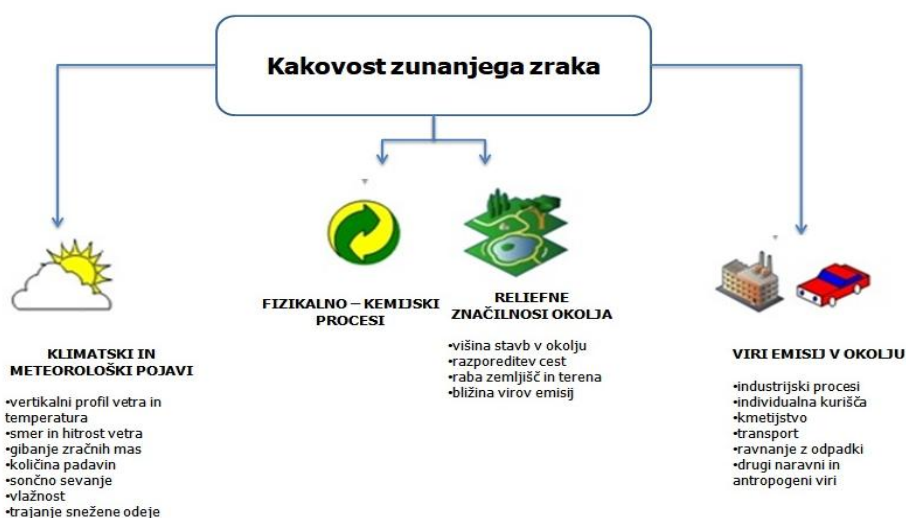 Kakovost zunanjega zraka
KLIMATSKI IN
METEOROLOŠKI POJAVI
•vertikalni profil vetra in
temperatura
•smer in hitrost vetra
•gibanje zračnih mas
•količina padavin
•sončno sevanje
•vlažnost
•trajanje snežene odeje
FIZIKALNO – KEMIJSKI
PROCESI
RELIEFNE
ZNAČILNOSI OKOLJA
•višina stavb v okolju
•razporeditev cest
•raba zemljišč in terena
•bližina virov emisij
VIRI EMISIJ V OKOLJU
•industrijski procesi
•individualna kurišča
•kmetijstvo
•transport
•ravnanje z odpadki
•drugi naravni in
antropogeni viri